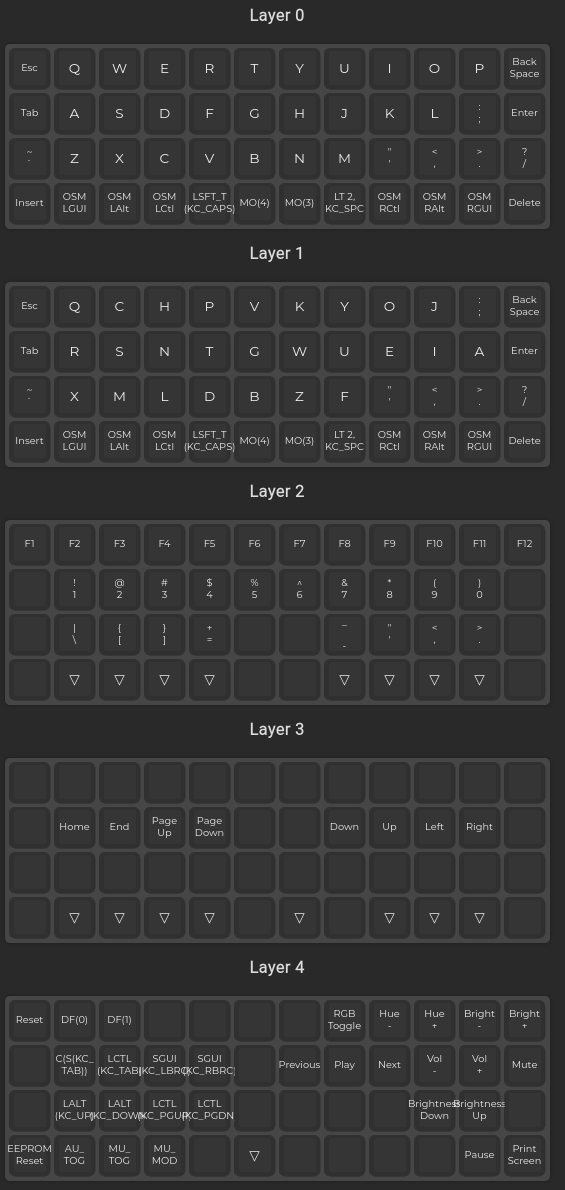 Layer 0
Esc Q W E R T Y U I O P Back Space
Tab A S D F G H J K L : ; Enter
~ ` Z X C V B N M " ' < , > . ? /
Insert OSM LGUI OSM LAlt OSM LCtl LSFT_T (KC_CAPS) MO(4) MO(3) LT 2, KC_SPC OSM RCtl OSM RAlt OSM RGUI Delete
Layer 1
Esc Q C H P V K Y O J : ; Back Space
Tab R S N T G W U E I A Enter
~ ` X M L D B Z F " ' < , > . ? /
Insert OSM LGUI OSM LAlt OSM LCtl LSFT_T (KC_CAPS) MO(4) MO(3) LT 2, KC_SPC OSM RCtl OSM RAlt OSM RGUI Delete
Layer 2
F1 F2 F3 F4 F5 F6 F7 F8 F9 F10 F11 F12
! 1 @ 2 # 3 $ 4 % 5 ^ 6 & 7 * 8 ( 9 ) 0
| \ { [ } ] + = _ - " ' < , > .
▽ ▽ ▽ ▽ ▽ ▽ ▽ ▽
Layer 3
Home End Page Up Page Down Down Up Left Right
▽ ▽ ▽ ▽ ▽ ▽ ▽ ▽
Layer 4
Reset DF(0) DF(1) RGB Toggle Hue - Hue + Bright - Bright +
C(S(KC_ TAB)) LCTL (KC_TAB) SGUI (KC_LBRC) SGUI (KC_RBRC) Previous Play Next Vol - Vol + Mute
LALT (KC_UP) LALT (KC_DOWN) LCTL (KC_PGUP) LCTL (KC_PGDN) Brightness Down Brightness Up
EEPROM Reset AU_ TOG MU_ TOG MU_ MOD ▽ Pause Print Screen